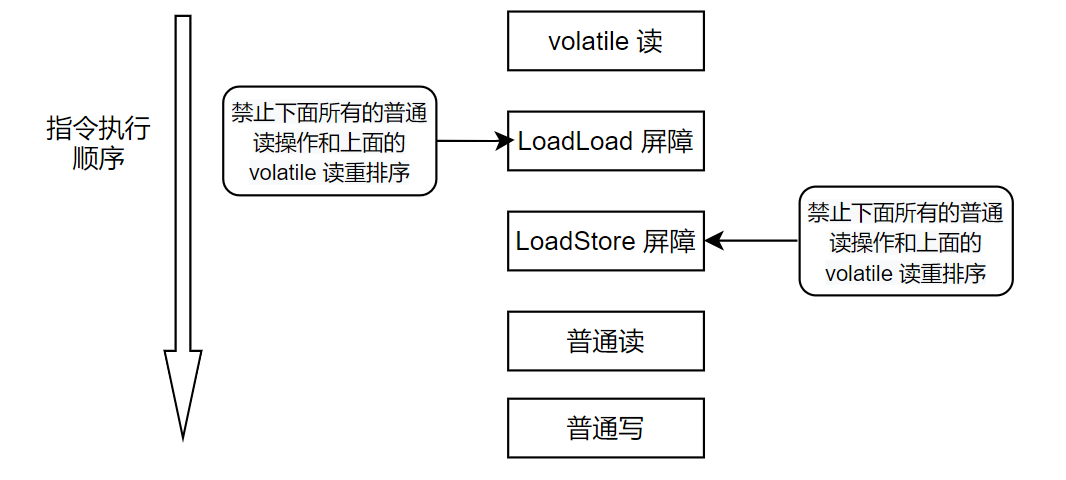 volatile 读
指令执行
顺序
禁止下面所有的普通
读操作和上面的
volatile 读重排序
LoadLoad 屏障
LoadStore 屏障
禁止下面所有的普通
读操作和上面的
volatile 读重排序
普通读
普通写